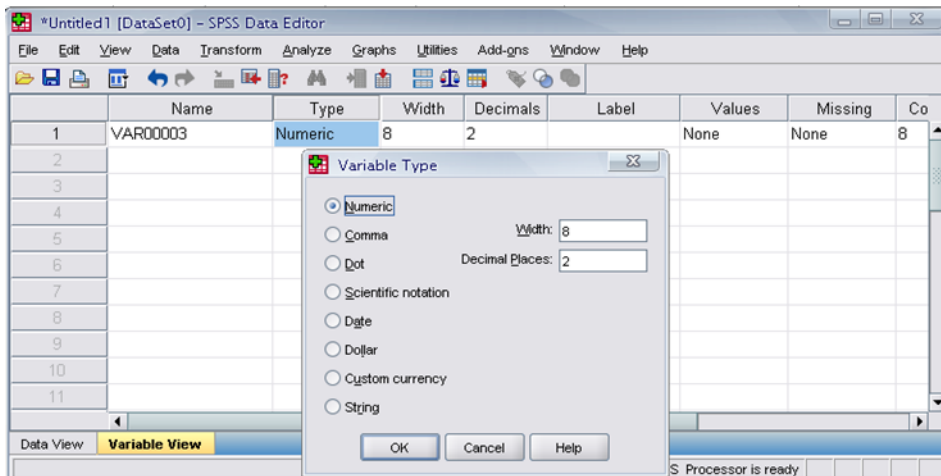 *Untitled1 [DataSet0] – SPSS Data Editor
File Edit View Data Transform Analyze Graphs Utilities Add-ons Window Help
Name Type Width Decimals Label Values Missing Co
1 VAR00003 Numeric 8 2 None None 8
2
3
4
5
6
7
8
9
10
11
Variable Type
Numeric
Comma
Dot
Scientific notation
Date
Dollar
Custom currency
String
Width: 8
Decimal Places: 2
OK Cancel Help
Data View Variable View
S Processor is ready